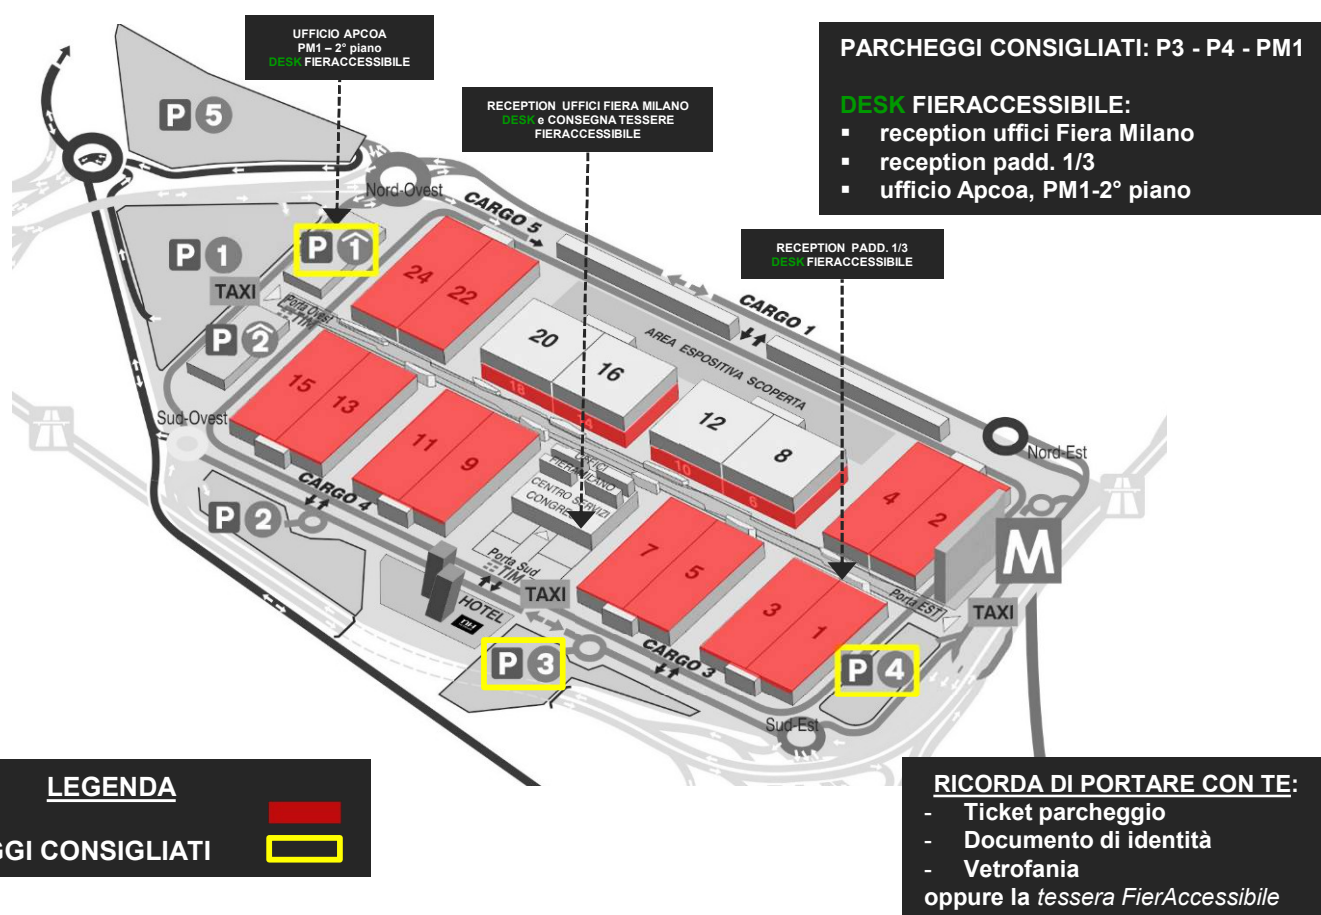 UFFICIO APCOA
PM1 – 2° piano
DESK FIERACCESSIBILE
RECEPTION UFFICI FIERA MILANO
DESK e CONSEGNA TESSERE
FIERACCESSIBILE
PARCHEGGI CONSIGLIATI: P3 - P4 - PM1
DESK FIERACCESSIBILE:
▪ reception uffici Fiera Milano
▪ reception padd. 1/3
▪ ufficio Apcoa, PM1-2° piano
RECEPTION PADD. 1/3
DESK FIERACCESSIBILE
P 5
Nord-Ovest
CARGO 5
P 1
P 1
TAXI
Porta Ovest
TIM
P 2
24
22
CARGO 1
AREA ESPOSITIVA SCOPERTA
20
16
18
14
12
8
10
6
15
13
11
9
Sud-Ovest
CARGO 4
P 2
UFFICI
FIERA MILANO
CENTRO SERVIZI
Porta Sud
TIM
TAXI
HOTEL
NH
P 3
7
5
3
1
4
2
Nord-Est
M
Porta EST
TAXI
CARGO 3
P 4
Sud-Est
LEGENDA
GGI CONSIGLIATI
RICORDA DI PORTARE CON TE:
- Ticket parcheggio
- Documento di identità
- Vetrofania
oppure la tessera FierAccessibile